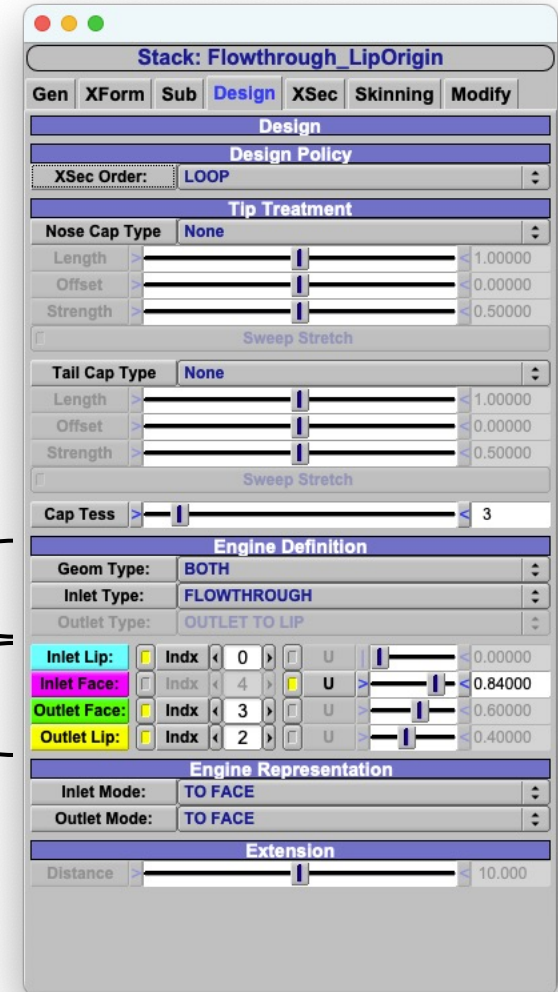 Stack: Flowthrough_LipOrigin
Gen XForm Sub Design XSec Skinning Modify
Design
Design Policy
XSec Order: LOOP
Tip Treatment
Nose Cap Type None
Length > < 1.00000
Offset > < 0.00000
Strength > < 0.50000
Sweep Stretch
Tail Cap Type None
Length > < 1.00000
Offset > < 0.00000
Strength > < 0.50000
Sweep Stretch
Cap Tess > < 3
Engine Definition
Geom Type: BOTH
Inlet Type: FLOWTHROUGH
Outlet Type: OUTLET TO LIP
Inlet Lip: Indx 0 U | < 0.00000
Inlet Face: Indx 4 U > < 0.84000
Outlet Face: Indx 3 U > < 0.60000
Outlet Lip: Indx 2 U > < 0.40000
Engine Representation
Inlet Mode: TO FACE
Outlet Mode: TO FACE
Extension
Distance > < 10.000